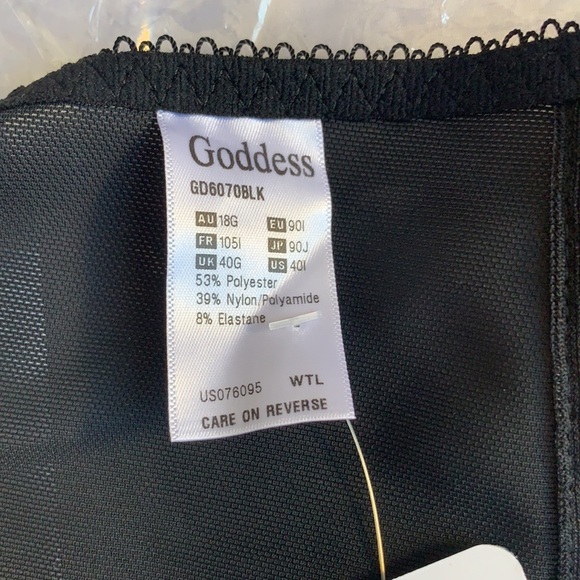 Goddess
GD6070BLK
AU 18G EU 90I
FR 105I JP 90J
UK 40G US 40I
53% Polyester
39% Nylon/Polyamide
8% Elastane
US076095 WTL
CARE ON REVERSE